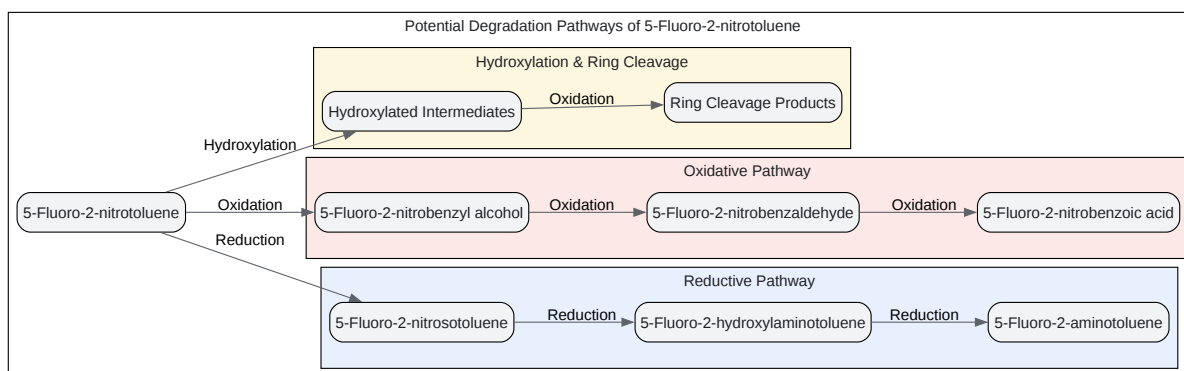 Potential Degradation Pathways of 5-Fluoro-2-nitrotoluene
Hydroxylation & Ring Cleavage
Hydroxylated Intermediates
Oxidation
Ring Cleavage Products
Hydroxylation
Oxidative Pathway
5-Fluoro-2-nitrotoluene
Oxidation
5-Fluoro-2-nitrobenzyl alcohol
Oxidation
5-Fluoro-2-nitrobenzaldehyde
Oxidation
5-Fluoro-2-nitrobenzoic acid
Reduction
Reductive Pathway
5-Fluoro-2-nitrosotoluene
Reduction
5-Fluoro-2-hydroxylaminotoluene
Reduction
5-Fluoro-2-aminotoluene